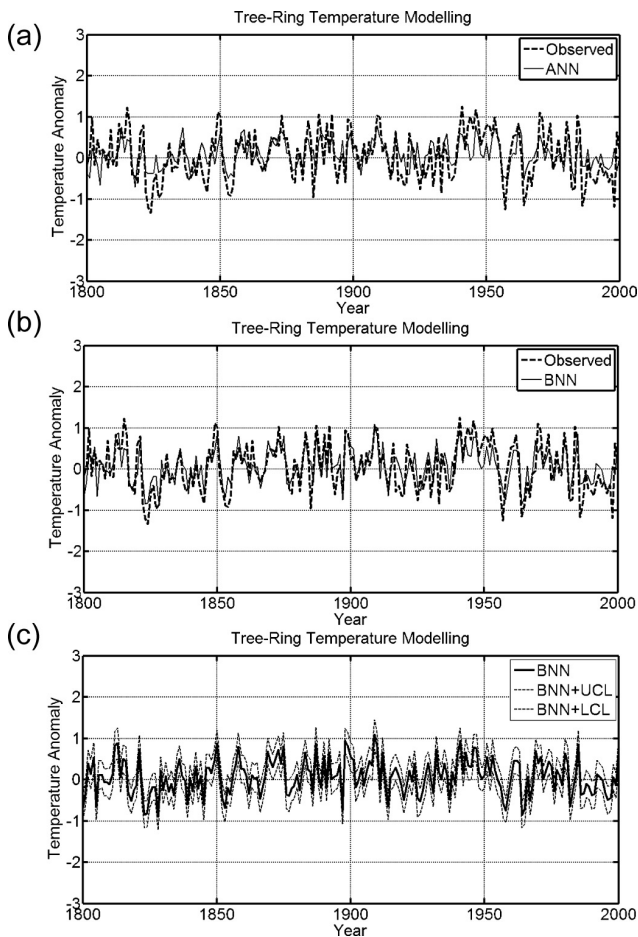 (a)
Tree-Ring Temperature Modelling
Temperature Anomaly
3
2
1
0
-1
-2
-3
Observed
ANN
1800 1850 1900 1950 2000
Year
(b)
Tree-Ring Temperature Modelling
Temperature Anomaly
3
2
1
0
-1
-2
-3
Observed
BNN
1800 1850 1900 1950 2000
Year
(c)
Tree-Ring Temperature Modelling
Temperature Anomaly
3
2
1
0
-1
-2
-3
BNN
BNN+UCL
BNN+LCL
1800 1850 1900 1950 2000
Year